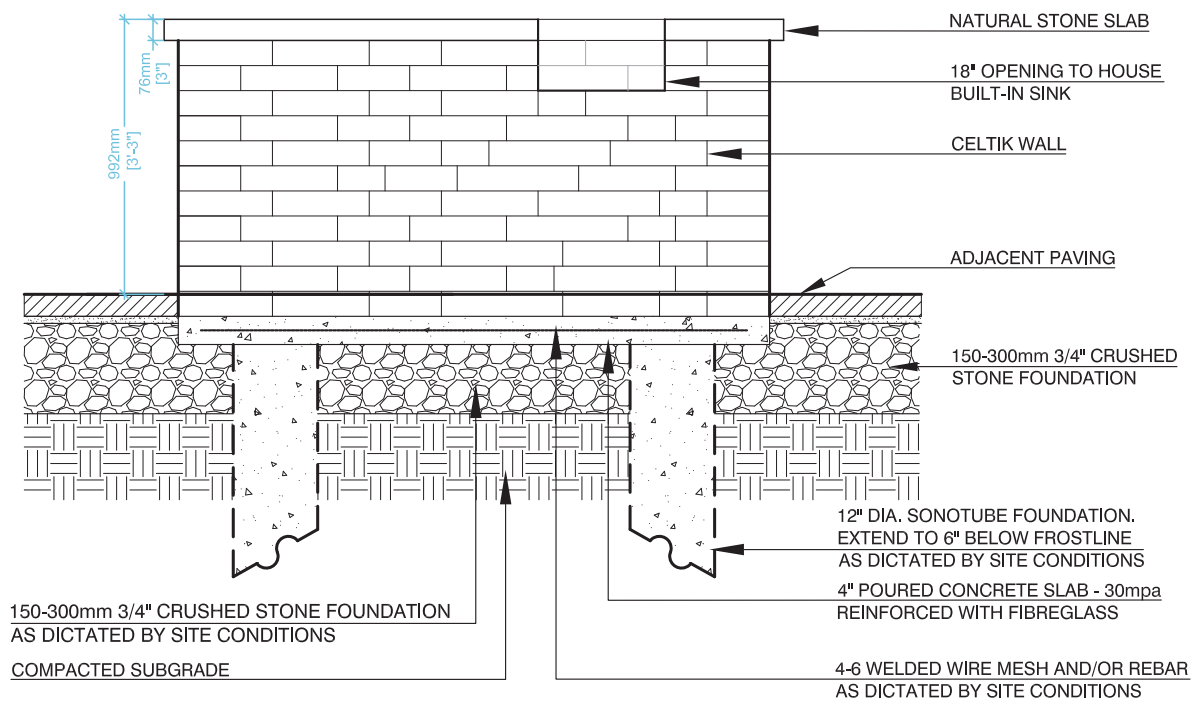 NATURAL STONE SLAB
18" OPENING TO HOUSE
BUILT-IN SINK
76mm
[3"]
992mm
[3'-3"]
CELTIK WALL
ADJACENT PAVING
150-300mm 3/4" CRUSHED
STONE FOUNDATION
12" DIA. SONOTUBE FOUNDATION.
EXTEND TO 6" BELOW FROSTLINE
AS DICTATED BY SITE CONDITIONS
4" POURED CONCRETE SLAB - 30mpa
REINFORCED WITH FIBREGLASS
150-300mm 3/4" CRUSHED STONE FOUNDATION
AS DICTATED BY SITE CONDITIONS
COMPACTED SUBGRADE
4-6 WELDED WIRE MESH AND/OR REBAR
AS DICTATED BY SITE CONDITIONS